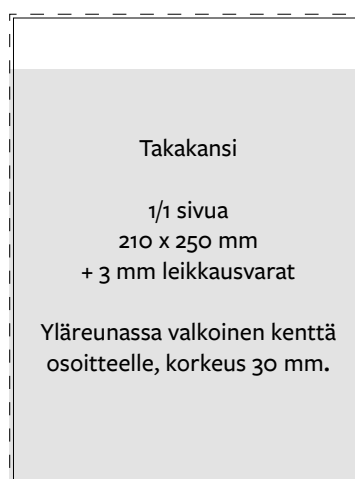 Takakansi
1/1 sivua
210 x 250 mm
+ 3 mm leikkausvarat
Yläreunassa valkoinen kenttä
osoitteelle, korkeus 30 mm.